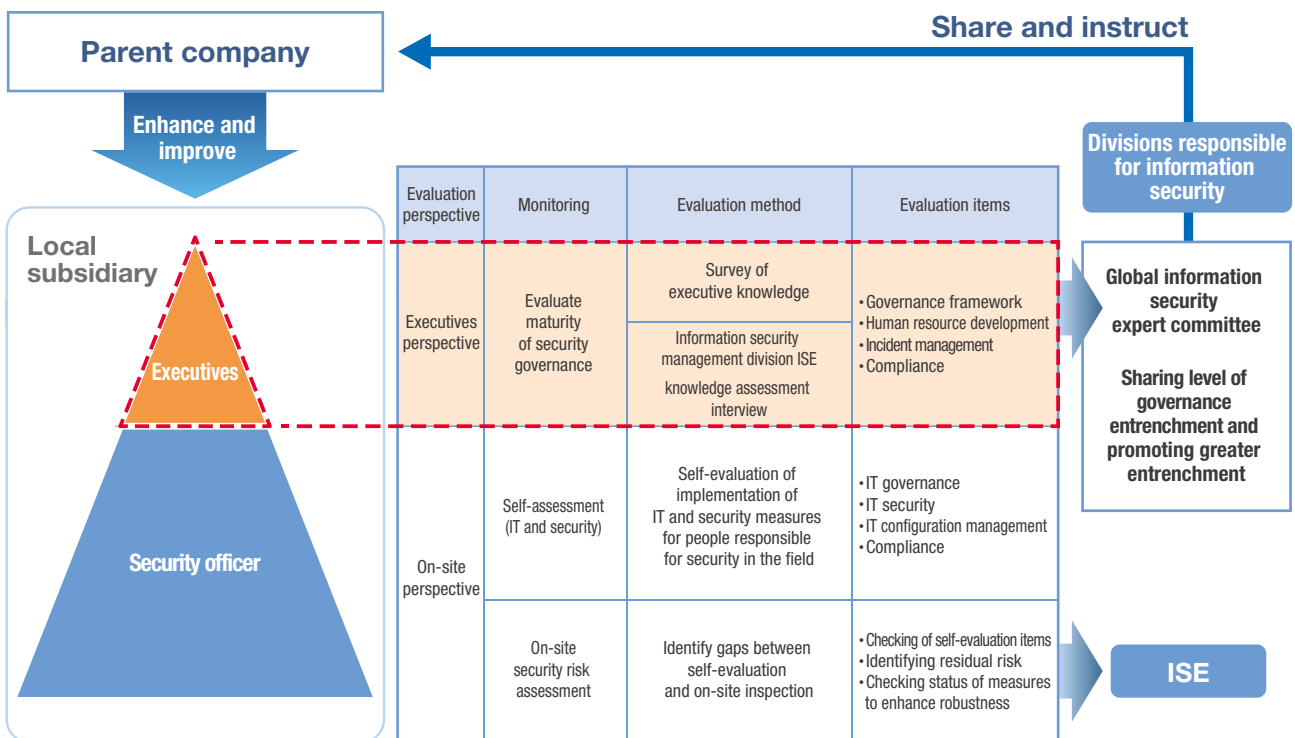 Parent company
Share and instruct
Enhance and
improve
Divisions responsible
for information
security
Local
subsidiary
Executives
Security officer
Evaluation
perspective
Monitoring
Evaluation method
Evaluation items
Executives
perspective
Evaluate
maturity
of security
governance
Survey of
executive knowledge
Information security
management division ISE
knowledge assessment
interview
•Governance framework
•Human resource development
•Incident management
•Compliance
On-site
perspective
Self-assessment
(IT and security)
Self-evaluation of
implementation of
IT and security measures
for people responsible
for security in the field
•IT governance
•IT security
•IT configuration management
•Compliance
On-site
security risk
assessment
Identify gaps between
self-evaluation
and on-site inspection
•Checking of self-evaluation items
•Identifying residual risk
•Checking status of measures
to enhance robustness
Global information
security
expert committee
Sharing level of
governance
entrenchment and
promoting greater
entrenchment
ISE